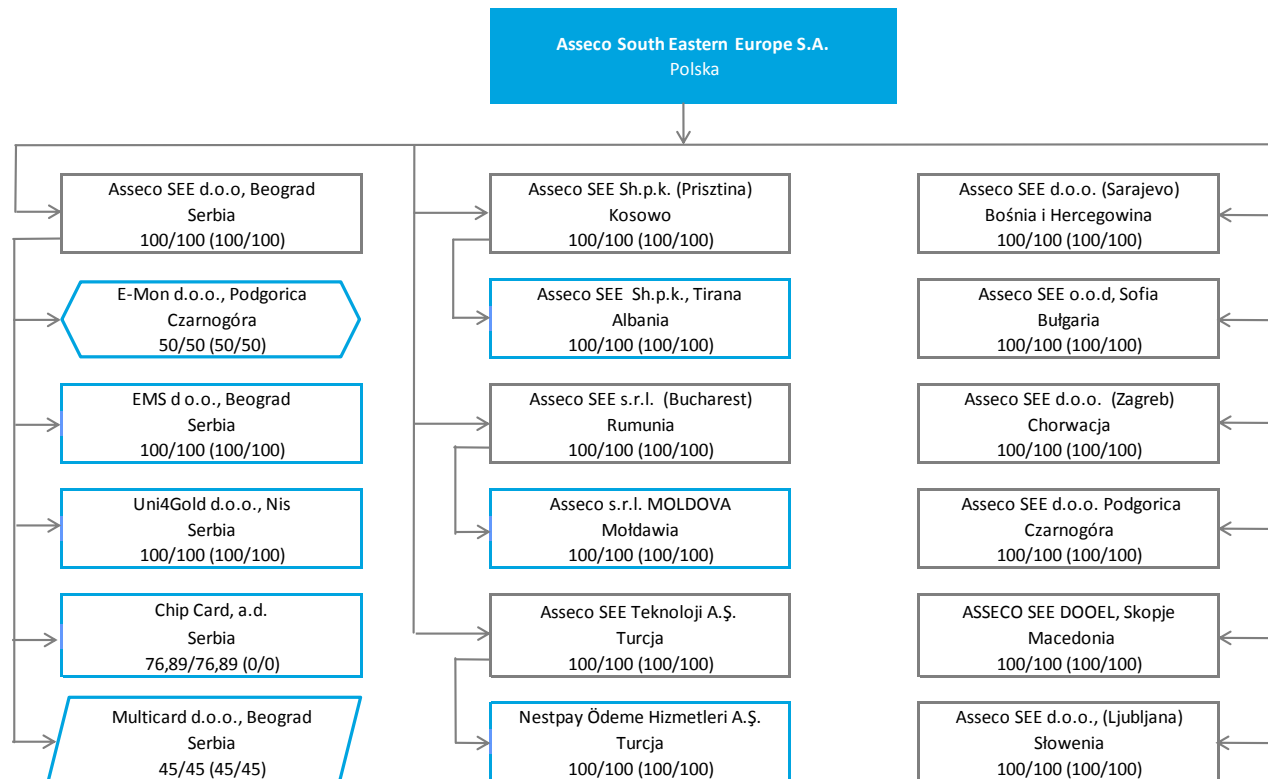 Asseco South Eastern Europe S.A.
Polska
Asseco SEE d.o.o, Beograd
Serbia
100/100 (100/100)
E-Mon d.o.o., Podgorica
Czarnogóra
50/50 (50/50)
EMS d o.o., Beograd
Serbia
100/100 (100/100)
Uni4Gold d.o.o., Nis
Serbia
100/100 (100/100)
Chip Card, a.d.
Serbia
76,89/76,89 (0/0)
Multicard d.o.o., Beograd
Serbia
45/45 (45/45)
Asseco SEE Sh.p.k. (Prisztina)
Kosowo
100/100 (100/100)
Asseco SEE Sh.p.k., Tirana
Albania
100/100 (100/100)
Asseco SEE s.r.l. (Bucharest)
Rumunia
100/100 (100/100)
Asseco s.r.l. MOLDOVA
Mołdawia
100/100 (100/100)
Asseco SEE Teknoloji A.Ş.
Turcja
100/100 (100/100)
Nestpay Ödeme Hizmetleri A.Ş.
Turcja
100/100 (100/100)
Asseco SEE d.o.o. (Sarajevo)
Bośnia i Hercegowina
100/100 (100/100)
Asseco SEE o.o.d, Sofia
Bułgaria
100/100 (100/100)
Asseco SEE d.o.o. (Zagreb)
Chorwacja
100/100 (100/100)
Asseco SEE d.o.o. Podgorica
Czarnogóra
100/100 (100/100)
ASSECO SEE DOOEL, Skopje
Macedonia
100/100 (100/100)
Asseco SEE d.o.o., (Ljubljana)
Słowenia
100/100 (100/100)